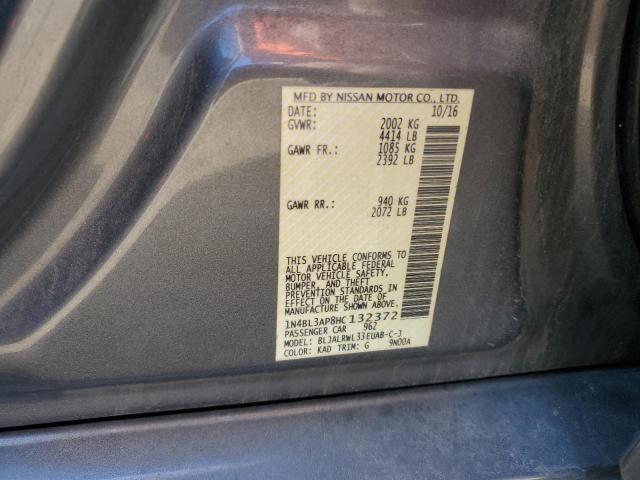 MFD BY NISSAN MOTOR CO., LTD.
DATE: 10/16
GVWR: 2002 KG
4414 LB
GAWR FR.: 1085 KG
2392 LB
GAWR RR.: 940 KG
2072 LB
THIS VEHICLE CONFORMS TO
ALL APPLICABLE FEDERAL
MOTOR VEHICLE SAFETY,
BUMPER, AND THEFT
PREVENTION STANDARDS IN
EFFECT ON THE DATE OF
MANUFACTURE SHOWN ABOVE.
1N4BL3AP8HC 132372
PASSENGER CAR 962
MODEL: BLJALRWL33EUAB-C-J
COLOR: KAD TRIM: G 9N00A